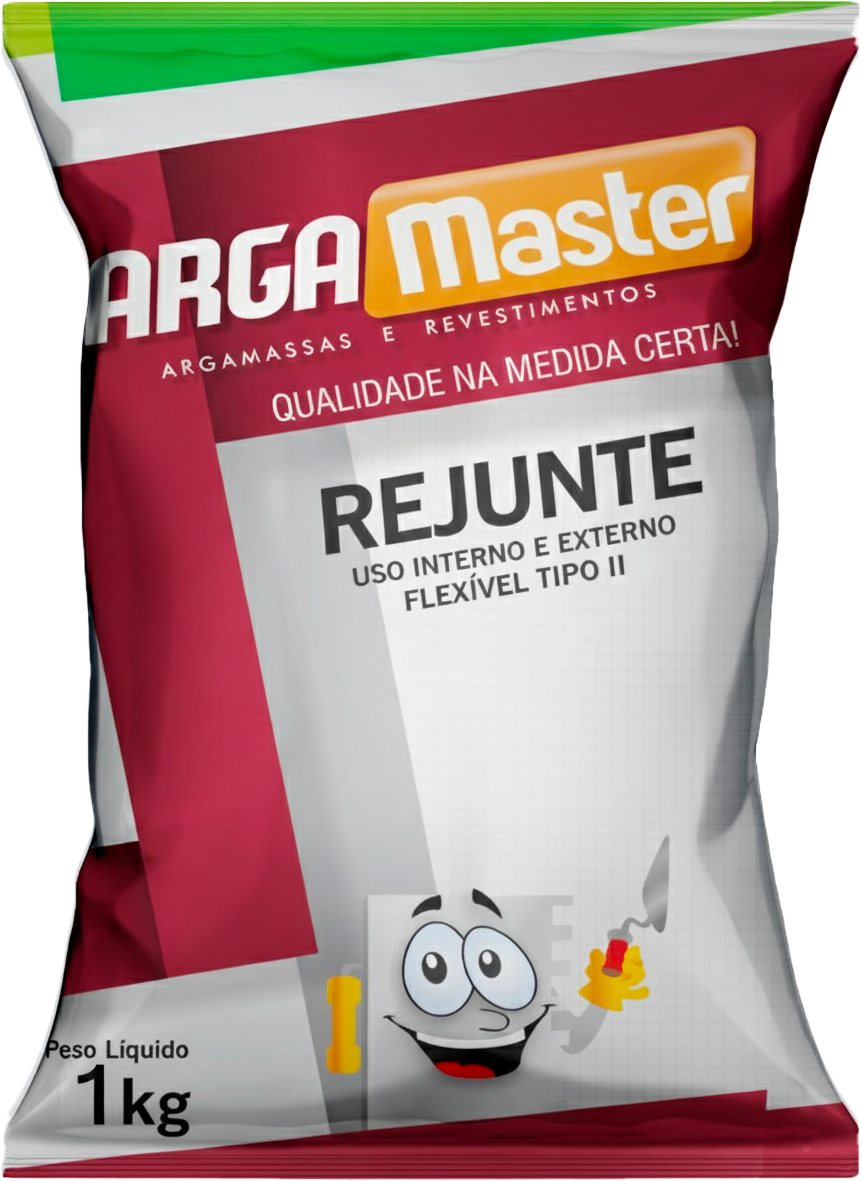 ARGA Master
ARGAMASSAS E REVESTIMENTOS
QUALIDADE NA MEDIDA CERTA!
REJUNTE
USO INTERNO E EXTERNO
FLEXÍVEL TIPO II
Peso Líquido
1kg